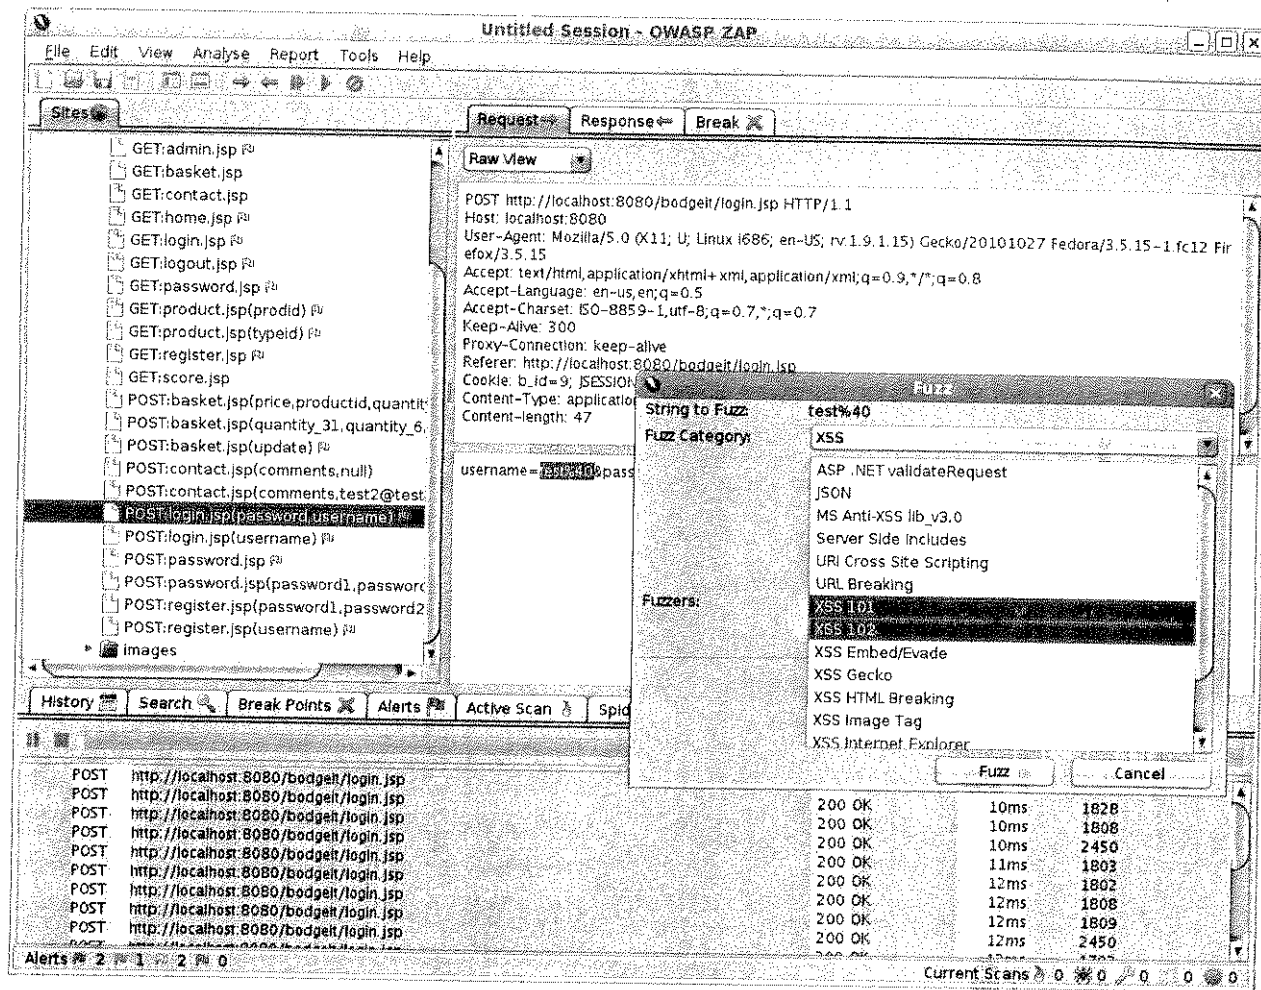 Untitled Session - OWASP ZAP
File Edit View Analyse Report Tools Help
Sites
GET:admin.jsp
GET:basket.jsp
GET:contact.jsp
GET:home.jsp
GET:login.jsp
GET:logout.jsp
GET:password.jsp
GET:product.jsp(prodid)
GET:product.jsp(typeid)
GET:register.jsp
GET:score.jsp
POST:basket.jsp(price,productid,quantit
POST:basket.jsp(quantity_31,quantity_6,
POST:basket.jsp(update)
POST:contact.jsp(comments,null)
POST:contact.jsp(comments,test2@test
POST:login.jsp(password,username)
POST:login.jsp(username)
POST:password.jsp
POST:password.jsp(password1,passwor
POST:register.jsp(password1,password2
POST:register.jsp(username)
images
Request Response Break
Raw View
POST http://localhost:8080/bodgeit/login.jsp HTTP/1.1
Host: localhost:8080
User-Agent: Mozilla/5.0 (X11; U; Linux i686; en-US; rv:1.9.1.15) Gecko/20101027 Fedora/3.5.15-1.fc12 Fir
efox/3.5.15
Accept: text/html,application/xhtml+xml,application/xml;q=0.9,*/*;q=0.8
Accept-Language: en-us,en;q=0.5
Accept-Charset: ISO-8859-1,utf-8;q=0.7,*;q=0.7
Keep-Alive: 300
Proxy-Connection: keep-alive
Referer: http://localhost:8080/bodgeit/login.jsp
Cookie: b_id=9; JSESSION
Content-Type: application
Content-length: 47
username=test%40&pass
Fuzz
String to Fuzz: test%40
Fuzz Category: XSS
Fuzzers:
ASP .NET validateRequest
JSON
MS Anti-XSS lib_v3.0
Server Side Includes
URI Cross Site Scripting
URL Breaking
XSS 101
XSS 102
XSS Embed/Evade
XSS Gecko
XSS HTML Breaking
XSS Image Tag
XSS Internet Explorer
Fuzz Cancel
History Search Break Points Alerts Active Scan Spid
POST http://localhost:8080/bodgeit/login.jsp 200 OK 10ms 1828
POST http://localhost:8080/bodgeit/login.jsp 200 OK 10ms 1808
POST http://localhost:8080/bodgeit/login.jsp 200 OK 10ms 2450
POST http://localhost:8080/bodgeit/login.jsp 200 OK 11ms 1803
POST http://localhost:8080/bodgeit/login.jsp 200 OK 12ms 1802
POST http://localhost:8080/bodgeit/login.jsp 200 OK 12ms 1808
POST http://localhost:8080/bodgeit/login.jsp 200 OK 12ms 1809
POST http://localhost:8080/bodgeit/login.jsp 200 OK 12ms 2450
POST http://localhost:8080/bodgeit/login.jsp
Alerts 2 1 2 0
Current Scans 0 0 0 0 0